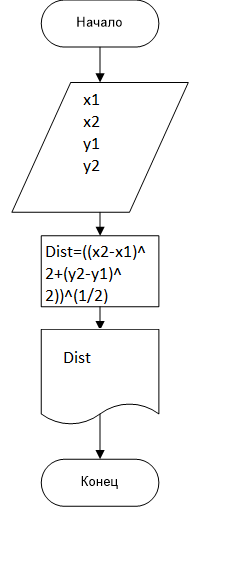 Начало
x1
x2
y1
y2
Dist=((x2-x1)^
2+(y2-y1)^
2))^(1/2)
Dist
Конец